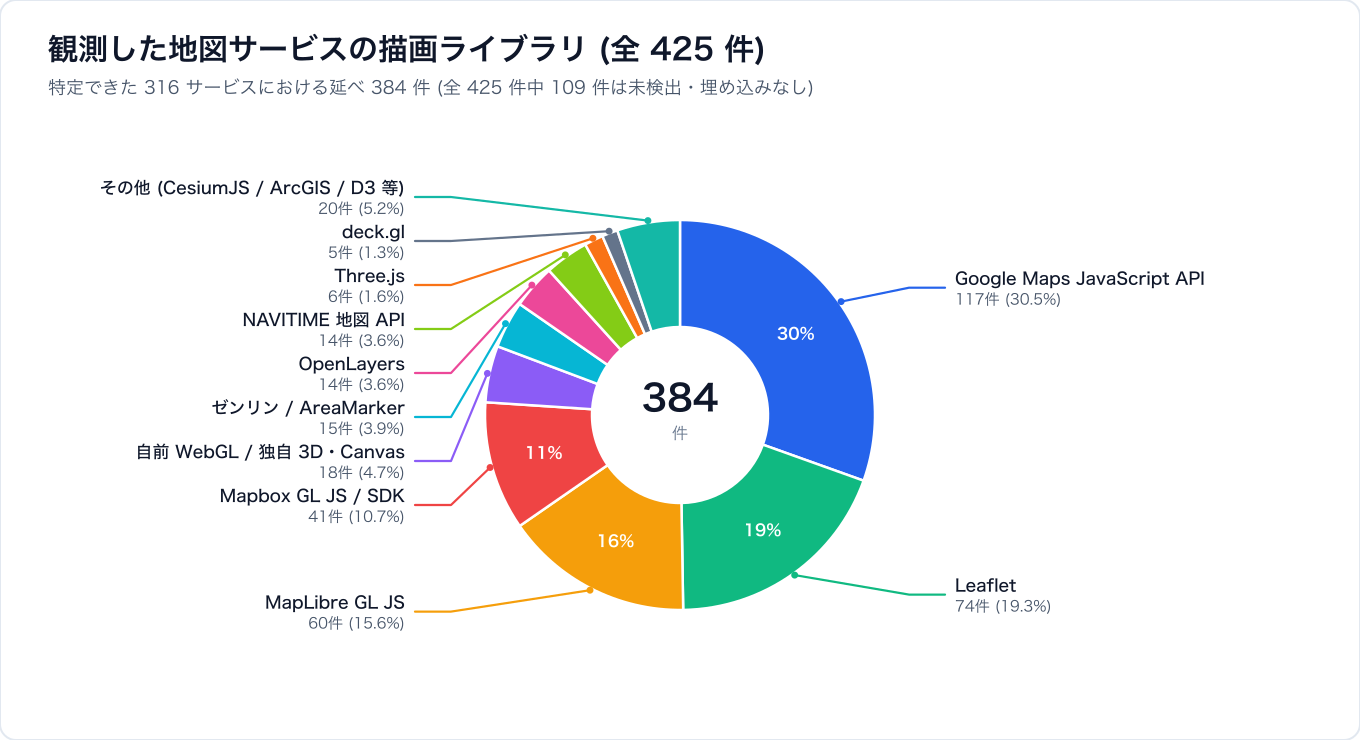 観測した地図サービスの描画ライブラリ (全 425 件)
特定できた 316 サービスにおける延べ 384 件 (全 425 件中 109 件は未検出・埋め込みなし)
その他 (CesiumJS / ArcGIS / D3 等)
20件 (5.2%)
deck.gl
5件 (1.3%)
Three.js
6件 (1.6%)
NAVITIME 地図 API
14件 (3.6%)
OpenLayers
14件 (3.6%)
ゼンリン / AreaMarker
15件 (3.9%)
自前 WebGL / 独自 3D・Canvas
18件 (4.7%)
Mapbox GL JS / SDK
41件 (10.7%)
MapLibre GL JS
60件 (15.6%)
30%
19%
16%
11%
384
件
Google Maps JavaScript API
117件 (30.5%)
Leaflet
74件 (19.3%)